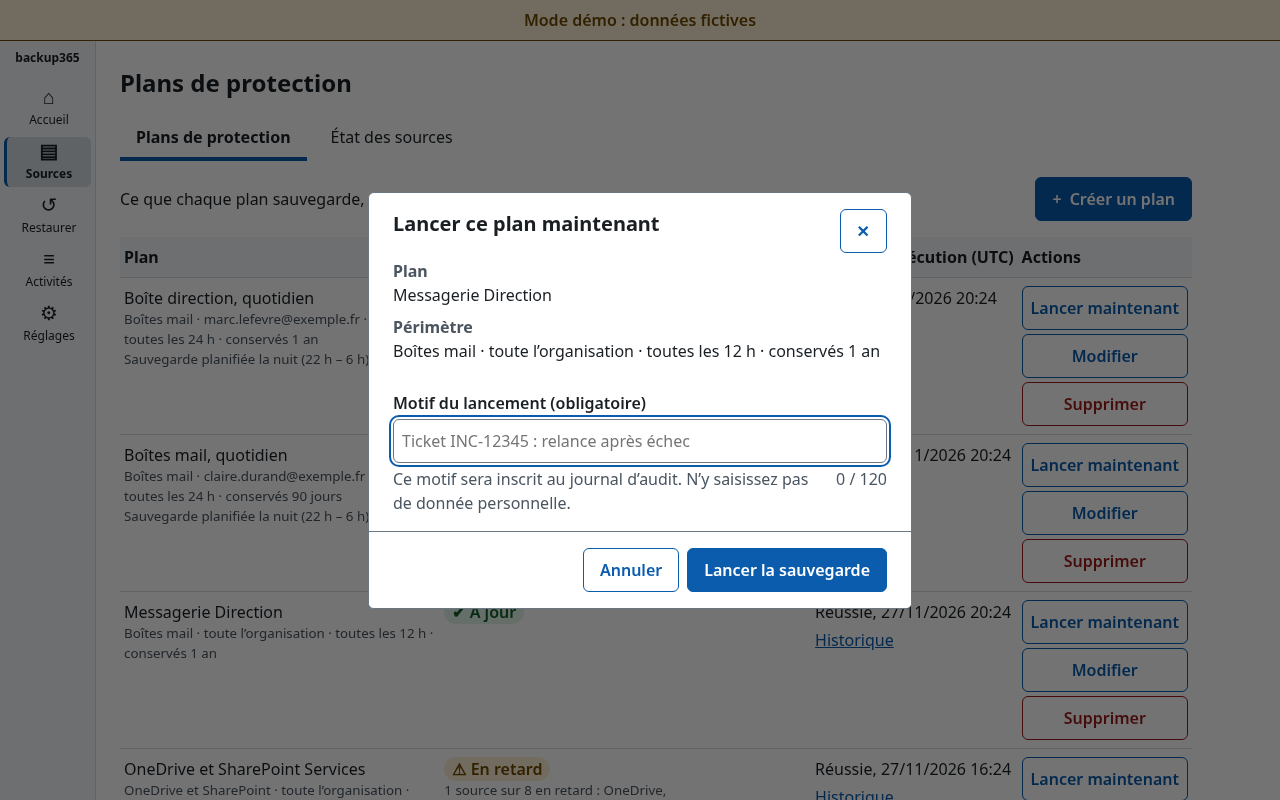 Mode démo : données fictives
backup365
Accueil
Sources
Restaurer
Activités
Réglages
Plans de protection
Plans de protection
État des sources
Ce que chaque plan sauvegarde,
+ Créer un plan
Plan
(UTC) Actions
Boîte direction, quotidien
Boîtes mail · marc.lefevre@exemple.fr ·
toutes les 24 h · conservés 1 an
Sauvegarde planifiée la nuit (22 h – 6 h)
/2026 20:24
Lancer maintenant
Modifier
Supprimer
Boîtes mail, quotidien
Boîtes mail · claire.durand@exemple.fr
toutes les 24 h · conservés 90 jours
Sauvegarde planifiée la nuit (22 h – 6 h)
1/2026 20:24
Lancer maintenant
Modifier
Supprimer
Lancer ce plan maintenant
×
Plan
Messagerie Direction
Périmètre
Boîtes mail · toute l’organisation · toutes les 12 h · conservés 1 an
Motif du lancement (obligatoire)
Ticket INC-12345 : relance après échec
Ce motif sera inscrit au journal d’audit. N’y saisissez pas
de donnée personnelle.
0 / 120
Annuler
Lancer la sauvegarde
Messagerie Direction
Boîtes mail · toute l’organisation · toutes les 12 h ·
conservés 1 an
✔ À jour
Réussie, 27/11/2026 20:24
Historique
Lancer maintenant
Modifier
Supprimer
OneDrive et SharePoint Services
OneDrive et SharePoint · toute l’organisation ·
⚠ En retard
1 source sur 8 en retard : OneDrive,
Réussie, 27/11/2026 16:24
Historique
Lancer maintenant